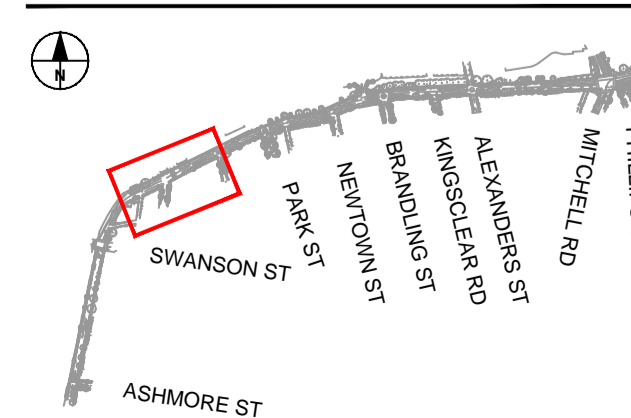 N
SWANSON ST
ASHMORE ST
PARK ST
NEWTOWN ST
BRANDLING ST
KINGSCLEAR RD
ALEXANDERS ST
MITCHELL RD